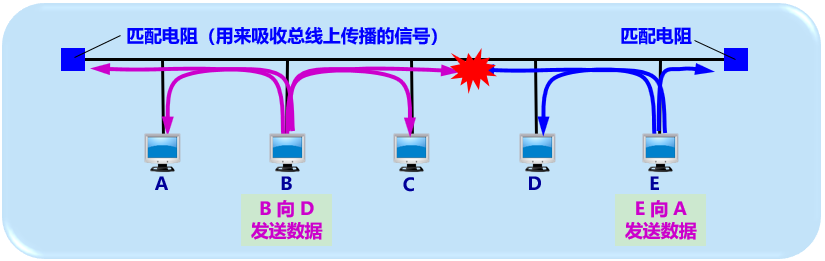 匹配电阻（用来吸收总线上传播的信号）
匹配电阻
A
B
C
D
E
B 向 D
发送数据
E 向 A
发送数据